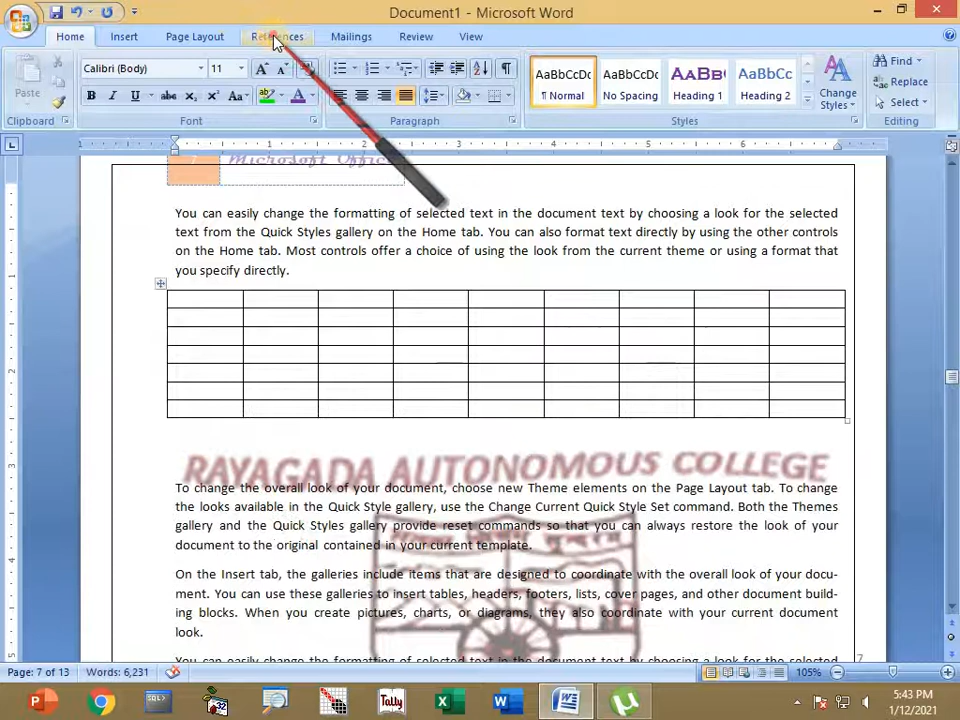 Document1 - Microsoft Word
Home Insert Page Layout References Mailings Review View
Calibri (Body) 11
AaBbCcDc AaBbCcDc AaBbC AaBbCc
Paste
¶ Normal No Spacing Heading 1 Heading 2
Change Styles
Find
Replace
Select
Clipboard Font Paragraph Styles Editing
Microsoft Offic
You can easily change the formatting of selected text in the document text by choosing a look for the selected
text from the Quick Styles gallery on the Home tab. You can also format text directly by using the other controls
on the Home tab. Most controls offer a choice of using the look from the current theme or using a format that
you specify directly.
RAYAGADA AUTONOMOUS COLLEGE
To change the overall look of your document, choose new Theme elements on the Page Layout tab. To change
the looks available in the Quick Style gallery, use the Change Current Quick Style Set command. Both the Themes
gallery and the Quick Styles gallery provide reset commands so that you can always restore the look of your
document to the original contained in your current template.
On the Insert tab, the galleries include items that are designed to coordinate with the overall look of your docu-
ment. You can use these galleries to insert tables, headers, footers, lists, cover pages, and other document build-
ing blocks. When you create pictures, charts, or diagrams, they also coordinate with your current document
look.
You can easily change the formatting of selected text in the document text by choosing a look for the selected
7
Page: 7 of 13 Words: 6,231 105%
5:43 PM
1/12/2021